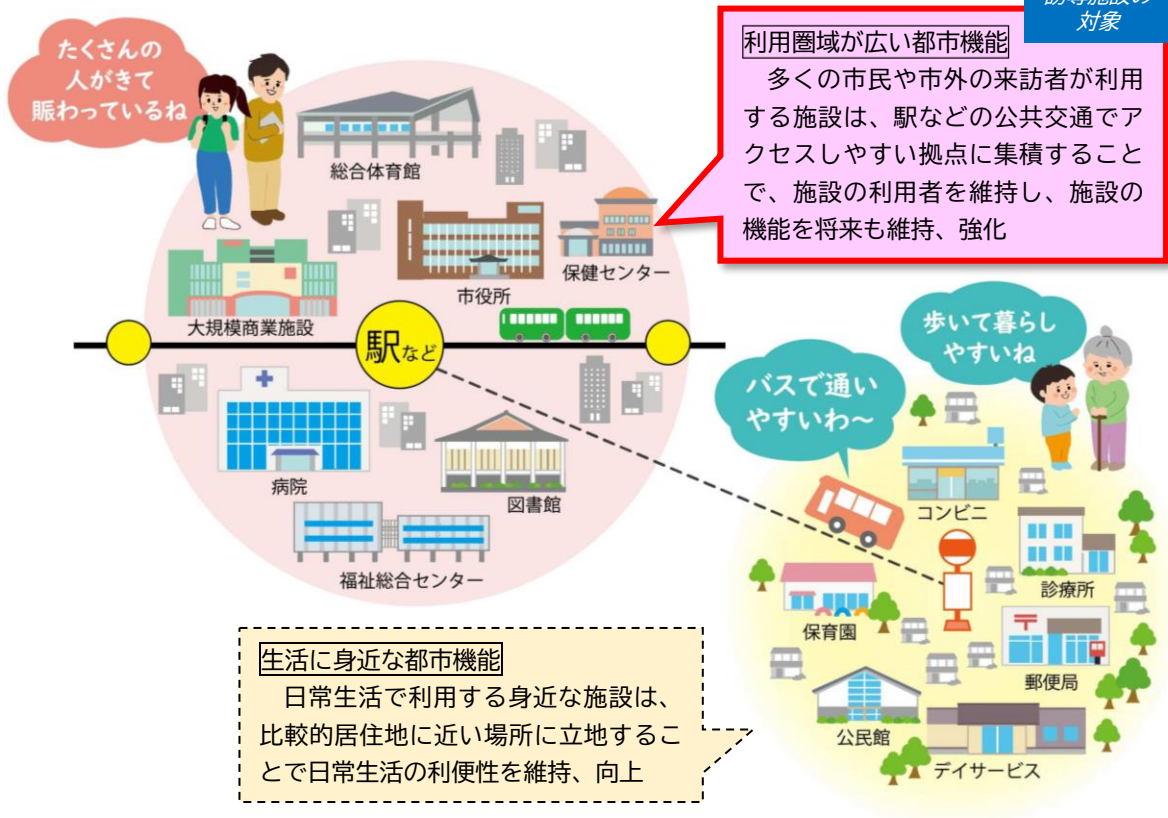 誘導施設の
対象
利用圏域が広い都市機能
多くの市民や市外の来訪者が利用
する施設は、駅などの公共交通でア
クセスしやすい拠点に集積すること
で、施設の利用者を維持し、施設の
機能を将来も維持、強化
たくさんの
人がきて
賑わっているね
総合体育館
保健センター
市役所
大規模商業施設
駅など
病院
図書館
福祉総合センター
歩いて暮らし
やすいね
バスで通い
やすいわ～
コンビニ
診療所
保育園
郵便局
公民館
デイサービス
生活に身近な都市機能
日常生活で利用する身近な施設は、
比較的居住地に近い場所に立地するこ
とで日常生活の利便性を維持、向上